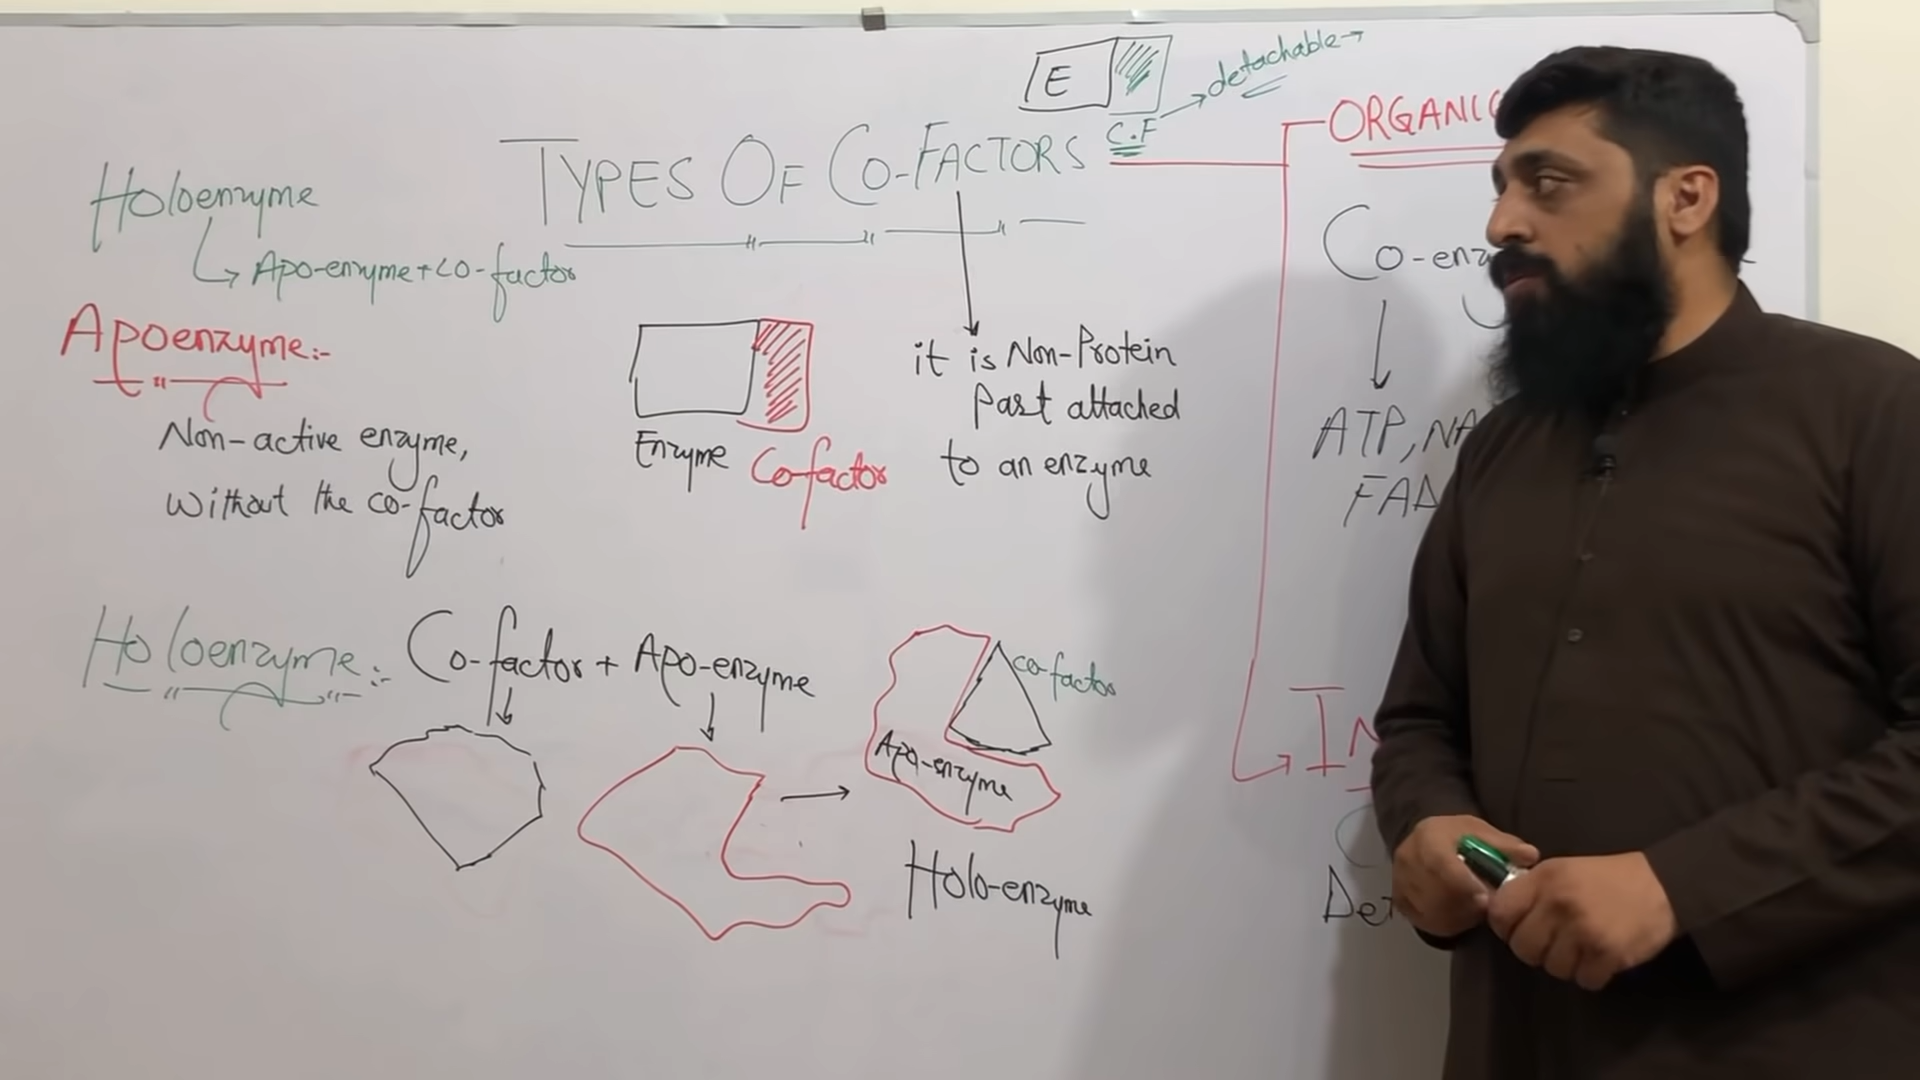 E
C.F
detachable→
TYPES OF CO-FACTORS
ORGANIC
Holoenzyme
Apo-enzyme+co-factor
Apoenzyme:-
Non-active enzyme,
without the co-factor
Enzyme
Cofactor
it is Non-Protein
Part attached
to an enzyme
ATP,
FAD
Holoenzyme:- Co-factor + Apo-enzyme
co-factor
Apo-enzyme
Holo-enzyme